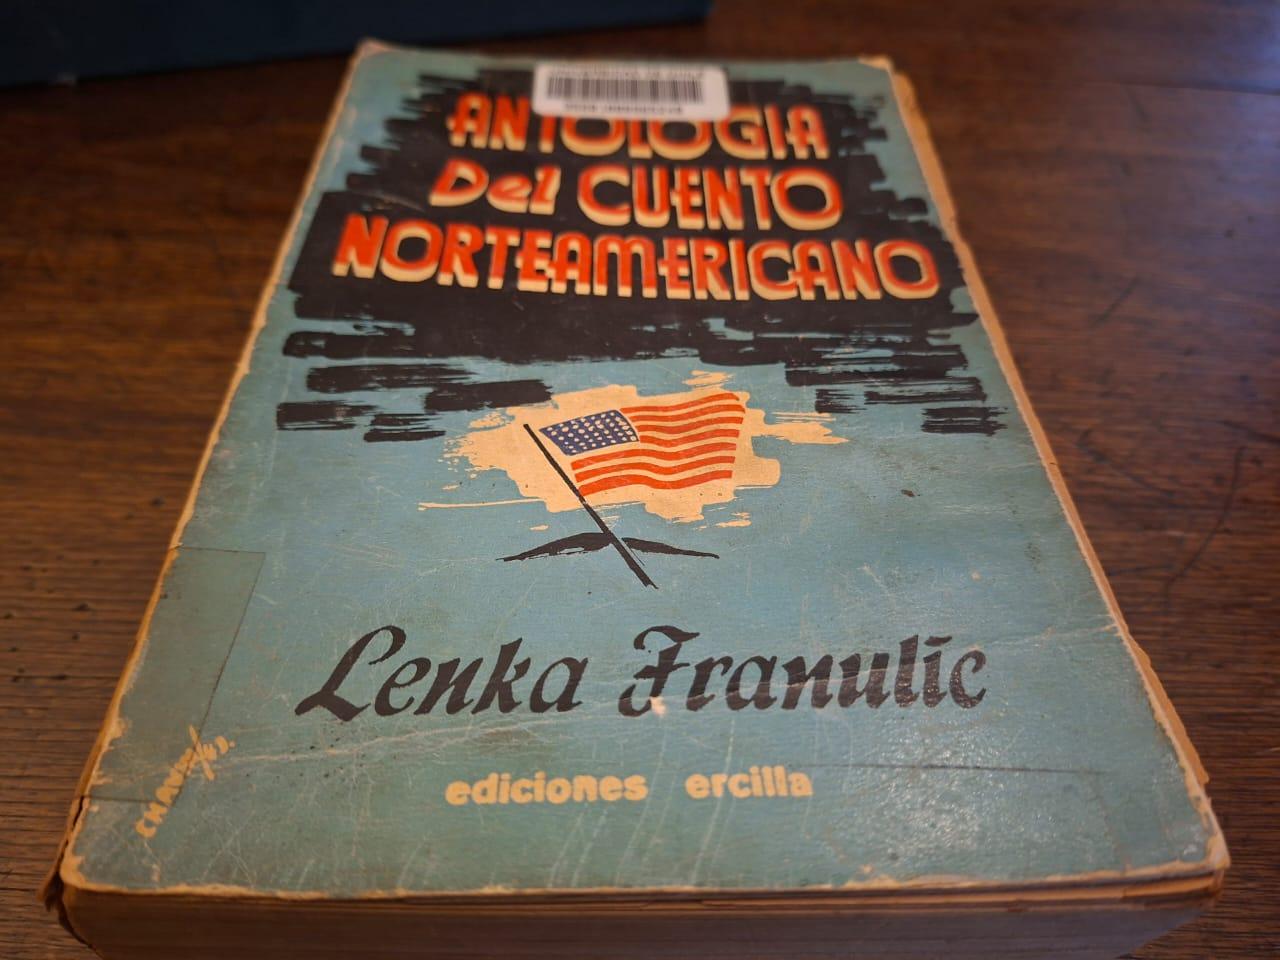 ANTOLOGIA
Del CUENTO
NORTEAMERICANO
Lenka Franulic
ediciones ercilla